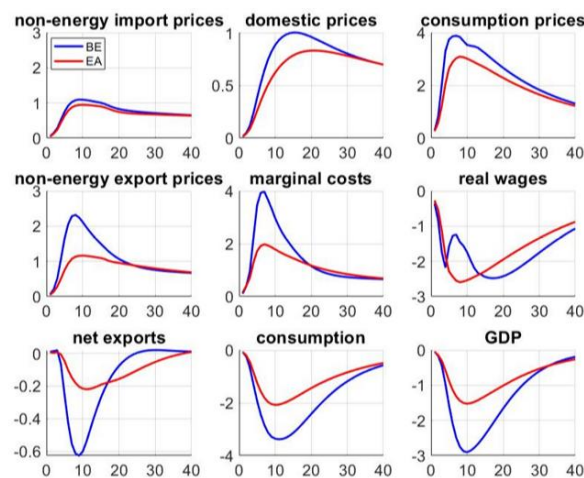 non-energy import prices
3
2
1
0
BE
EA
0 10 20 30 40
domestic prices
1
0.5
0
0 10 20 30 40
consumption prices
4
2
0
0 10 20 30 40
non-energy export prices
3
2
1
0
0 10 20 30 40
marginal costs
4
2
0
0 10 20 30 40
real wages
0
-1
-2
-3
0 10 20 30 40
net exports
0
-0.2
-0.4
-0.6
0 10 20 30 40
consumption
0
-2
-4
0 10 20 30 40
GDP
0
-1
-2
-3
0 10 20 30 40